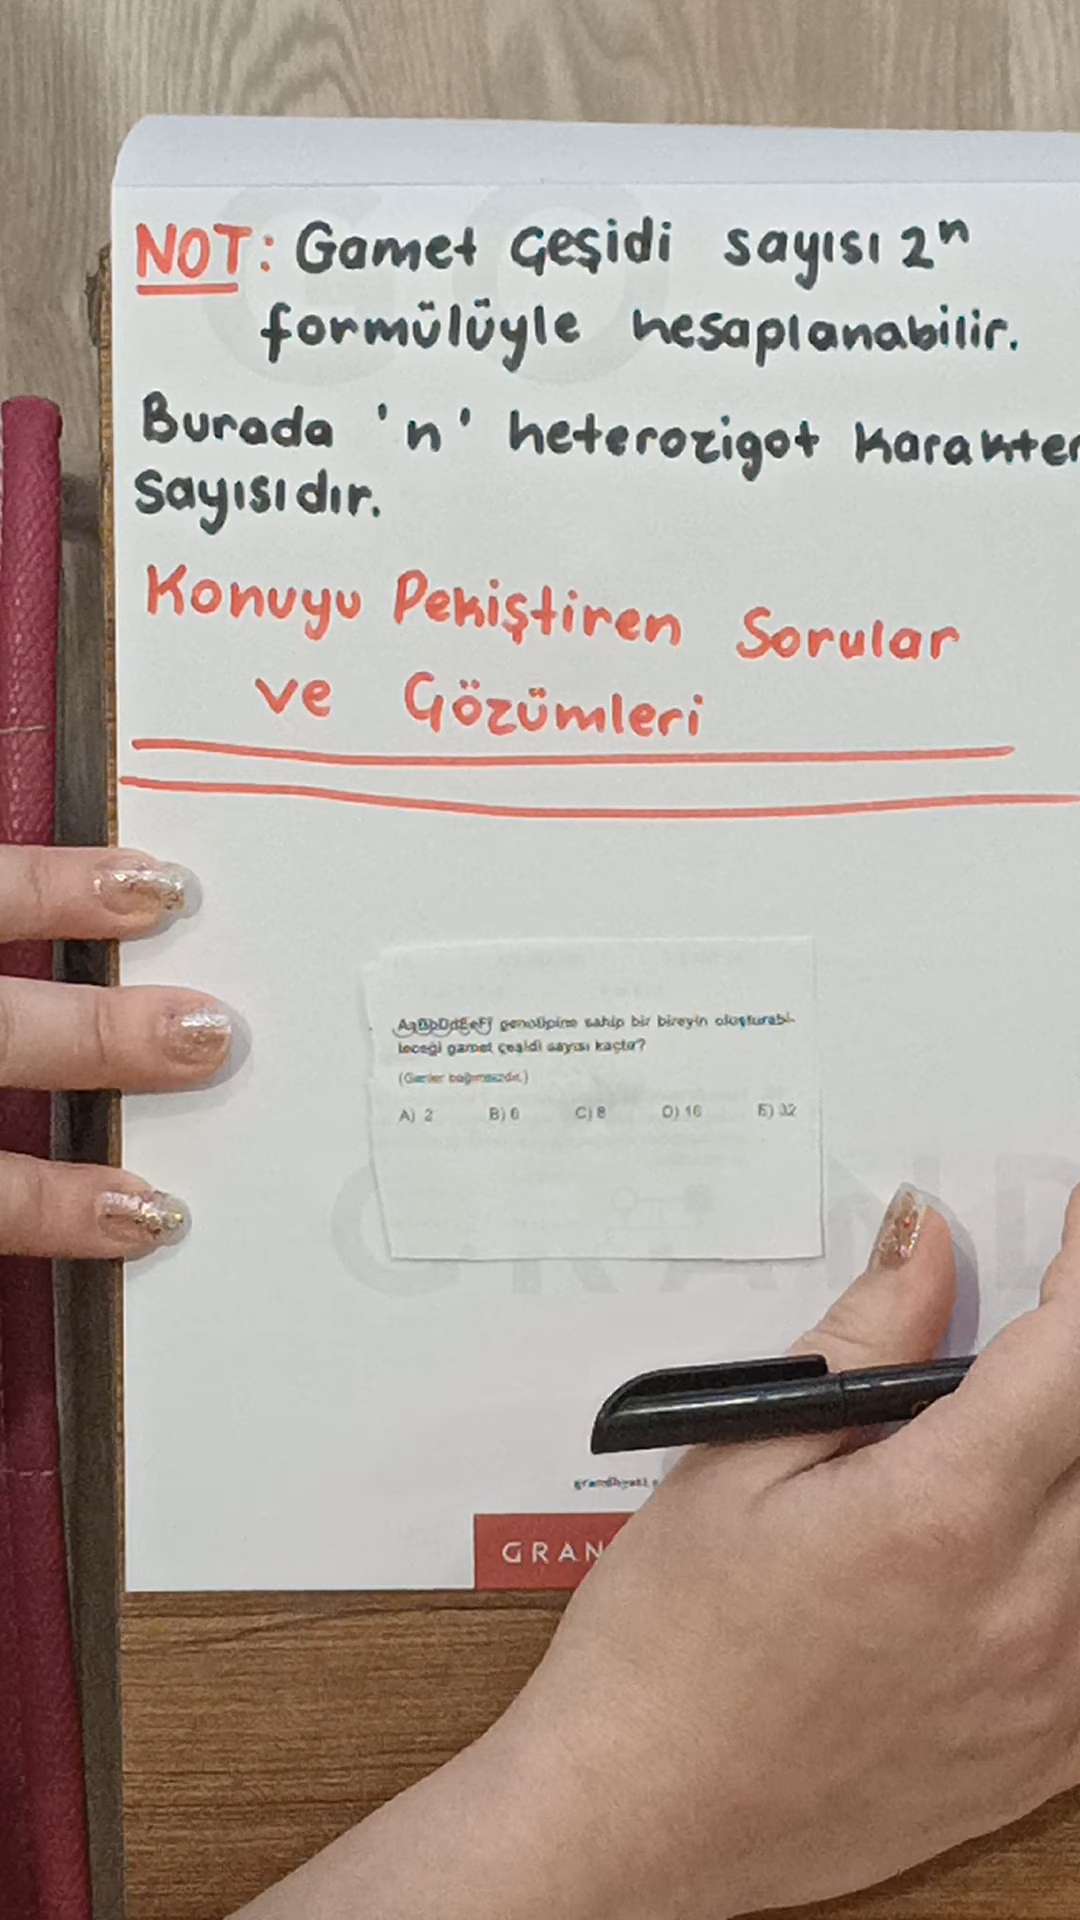 NOT: Gamet çeşidi sayısı 2ⁿ
formülüyle hesaplanabilir.
Burada 'n' heterozigot karakter
sayısıdır.
Konuyu Pekiştiren Sorular
ve Çözümleri
AaBbDdEeFf genotipine sahip bir bireyin oluşturabi-
leceği gamet çeşidi sayısı kaçtır?
(Genler bağımsızdır.)
A) 2 B) 6 C) 8 D) 16 E) 32
GRAND
GRAN